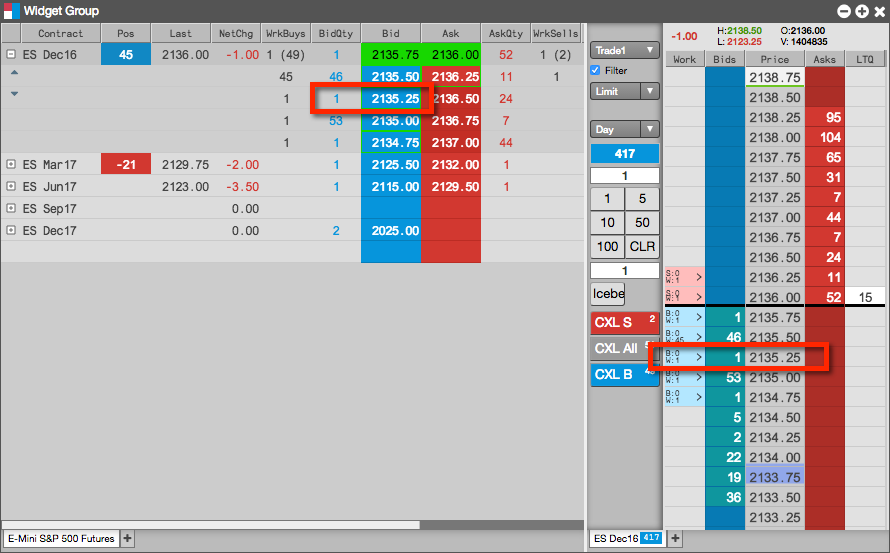 Widget Group
Contract Pos Last NetChg WrkBuys BidQty Bid Ask AskQty WrkSells
ES Dec16 45 2136.00 -1.00 1 (49) 1 2135.75 2136.00 52 1 (2)
45 46 2135.50 2136.25 11 1
1 1 2135.25 2136.50 24
1 53 2135.00 2136.75 7
1 1 2134.75 2137.00 44
ES Mar17 -21 2129.75 -2.00 1 2125.50 2132.00 1
ES Jun17 2123.00 -3.50 1 2115.00 2129.50 1
ES Sep17 0.00
ES Dec17 0.00 2 2025.00
E-Mini S&P 500 Futures +
Trade1
Filter
Limit
Day
417
1
1 5
10 50
100 CLR
1
Icebe
CXL S 2
CXL All
CXL B
-1.00 H:2138.50 O:2136.00
L: 2123.25 V: 1404835
Work Bids Price Asks LTQ
2138.75
2138.50
2138.25 95
2138.00 104
2137.75 65
2137.50 31
2137.25 7
2137.00 44
2136.75 7
2136.50 24
S:0 W:1 > 2136.25 11
S:0 W:1 > 2136.00 52 15
B:0 W:1 > 1 2135.75
B:0 W:45 > 46 2135.50
B:0 W:1 > 1 2135.25
B:0 W:1 > 53 2135.00
B:0 W:1 > 1 2134.75
5 2134.50
2 2134.25
22 2134.00
19 2133.75
36 2133.50
2133.25
ES Dec16 417 +